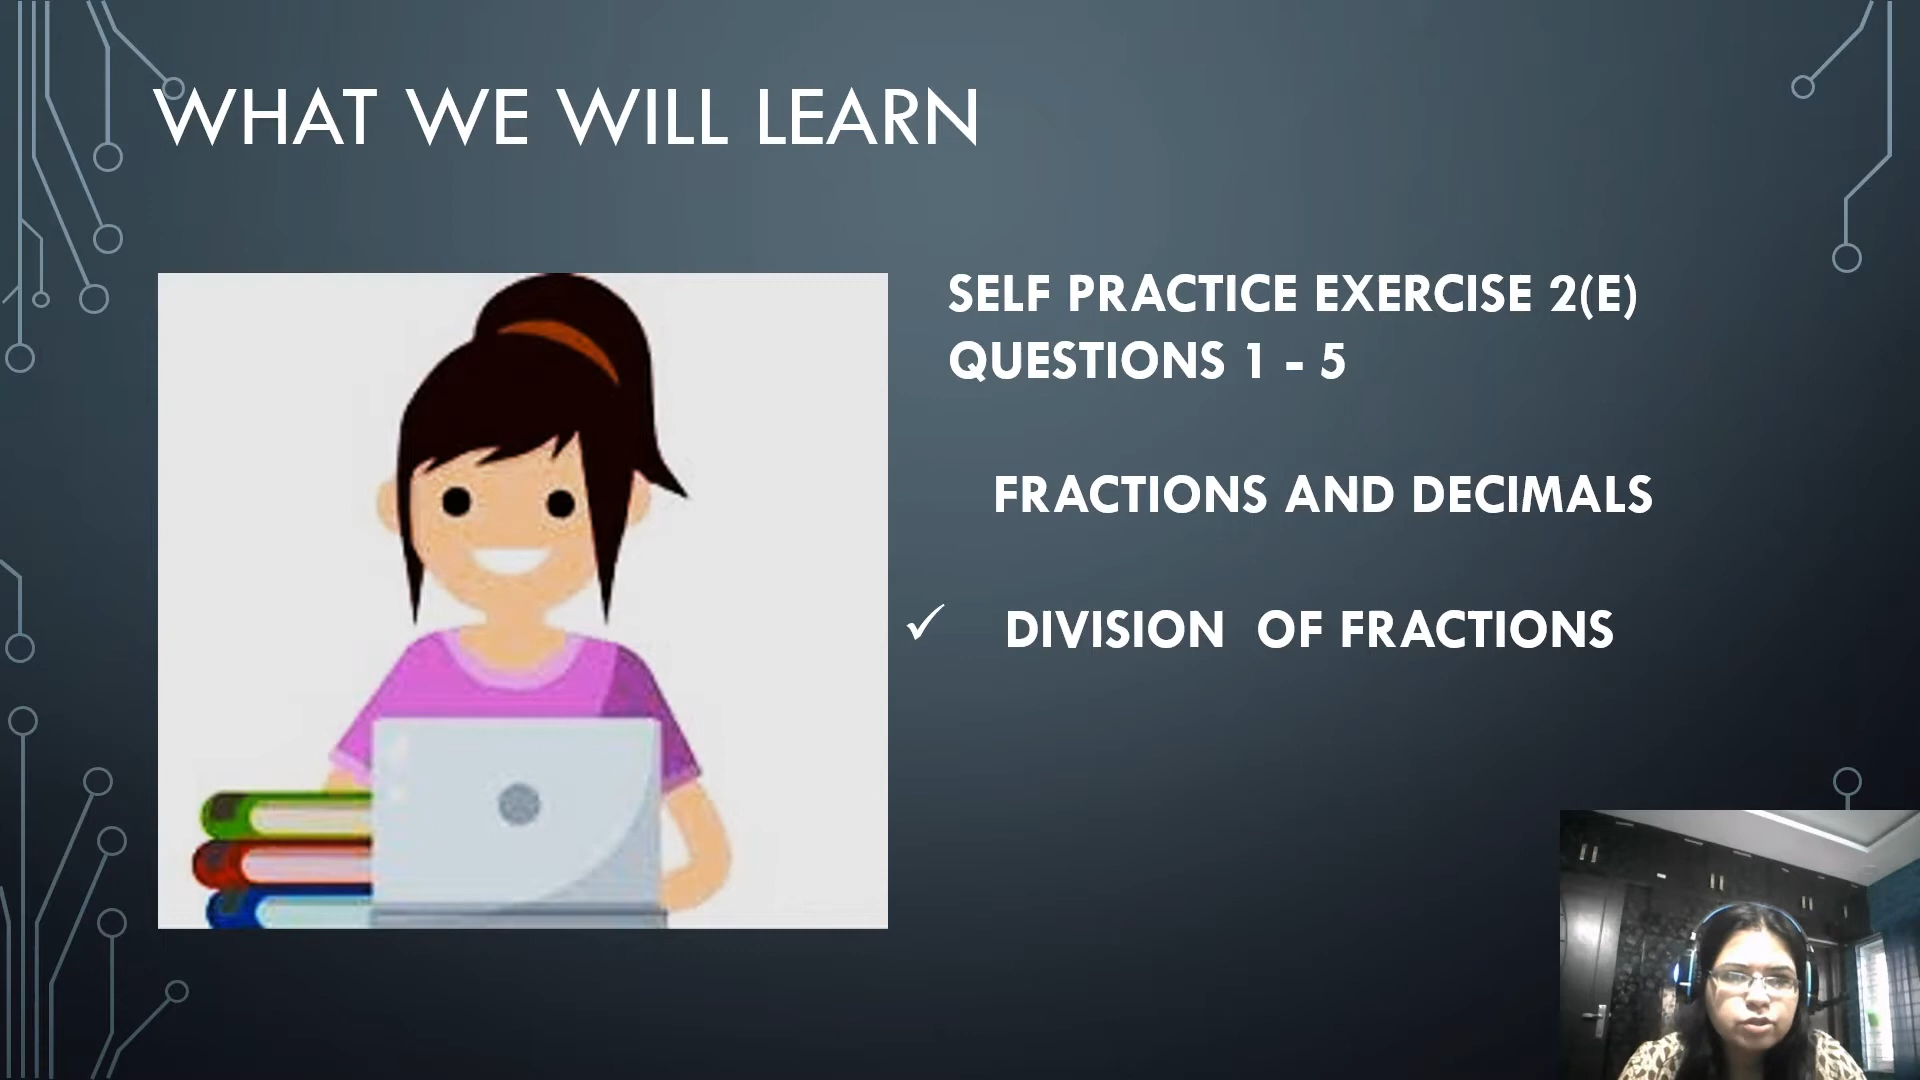 WHAT WE WILL LEARN
SELF PRACTICE EXERCISE 2(E)
QUESTIONS 1 - 5
FRACTIONS AND DECIMALS
✓ DIVISION OF FRACTIONS